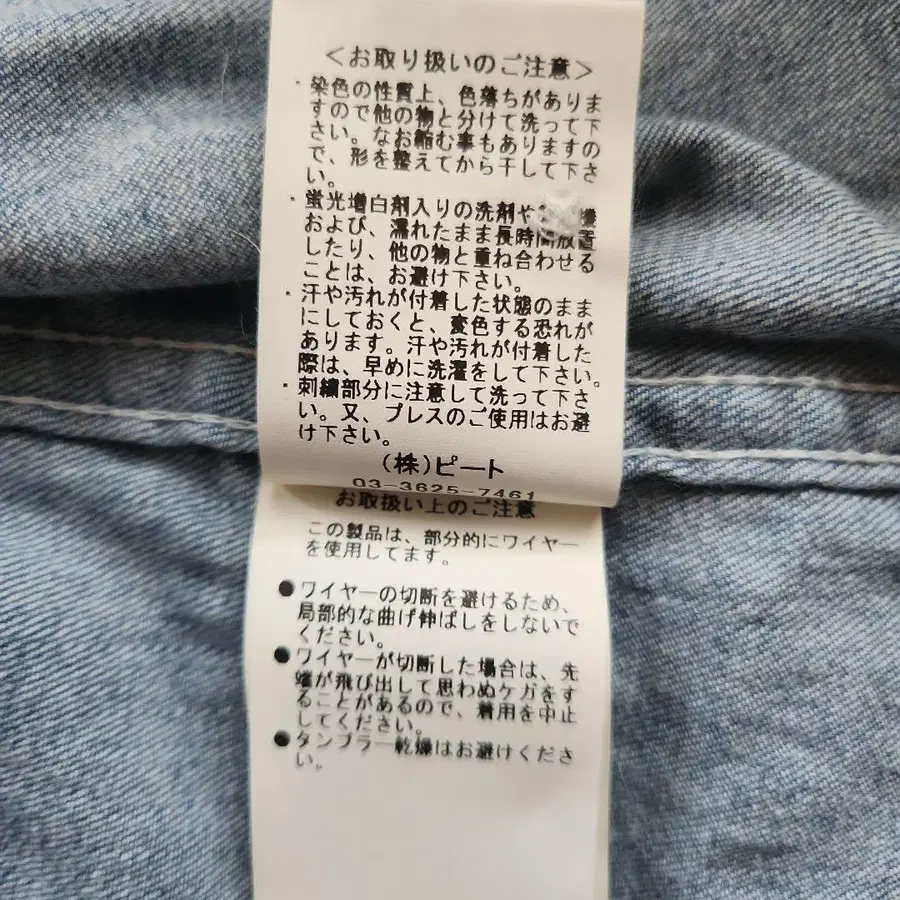 ＜お取り扱いのご注意＞
・染色の性質上、色落ちがありま
すので他の物と分けて洗って下
さい。なお縮む事もありますの
で、形を整えてから干して下さ
い。
・蛍光増白剤入りの洗剤や
および、濡れたまま長時間放置
したり、他の物と重ね合わせる
ことは、お避け下さい。
・汗や汚れが付着した状態のまま
にしておくと、変色する恐れが
あります。汗や汚れが付着した
際は、早めに洗濯をして下さい。
・刺繍部分に注意して洗って下さ
い。又、プレスのご使用はお避
け下さい。
(株)ピート
03-3625-7461
お取扱い上のご注意
この製品は、部分的にワイヤー
を使用してます。
●ワイヤーの切断を避けるため、
局部的な曲げ伸ばしをしないで
ください。
●ワイヤーが切断した場合は、先
端が飛び出して思わぬケガをす
ることがあるので、着用を中止
してください。
●タンブラー乾燥はお避けくださ
い。